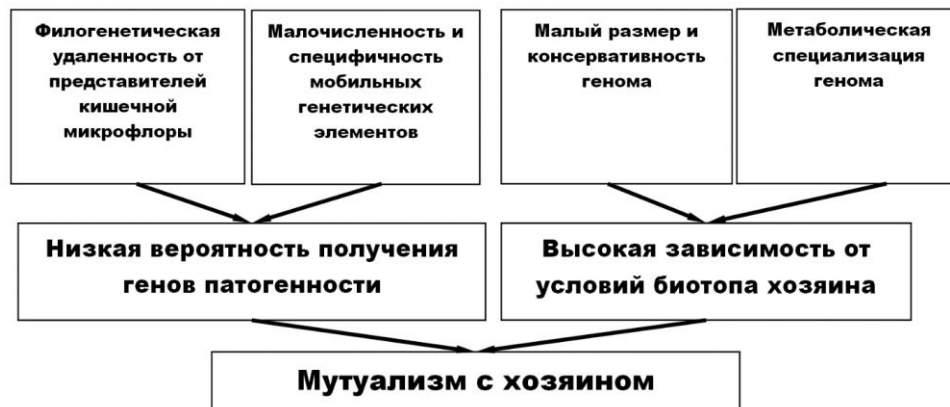 Филогенетическая
удаленность от
представителей
кишечной
микрофлоры
Малочисленность и
специфичность
мобильных
генетических
элементов
Малый размер и
консервативность
генома
Метаболическая
специализация
генома
Низкая вероятность получения
генов патогенности
Высокая зависимость от
условий биотопа хозяина
Мутуализм с хозяином